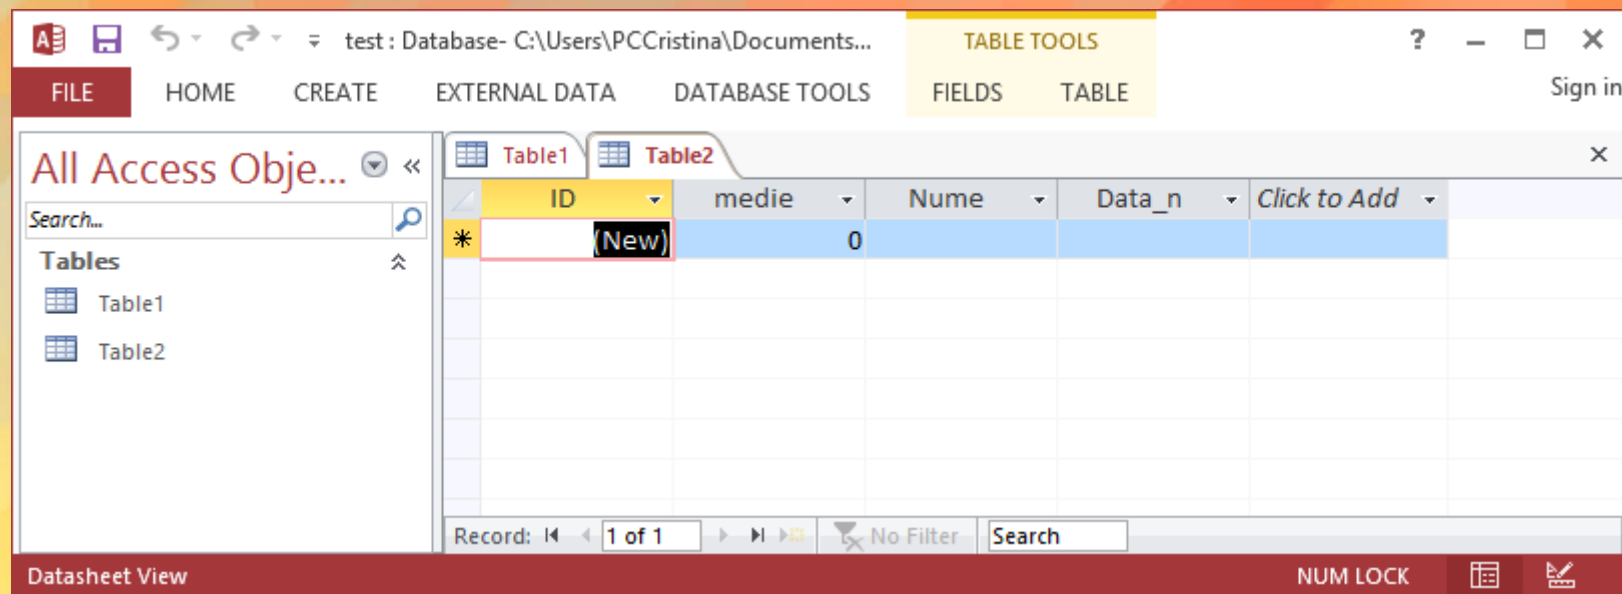 test : Database- C:\Users\PCCristina\Documents...
TABLE TOOLS
?
FILE HOME CREATE EXTERNAL DATA DATABASE TOOLS FIELDS TABLE Sign in
All Access Obje... «
Search...
Tables
Table1
Table2
Table1 Table2
ID medie Nume Data_n Click to Add
(New) 0
Record: 1 of 1 No Filter Search
Datasheet View NUM LOCK